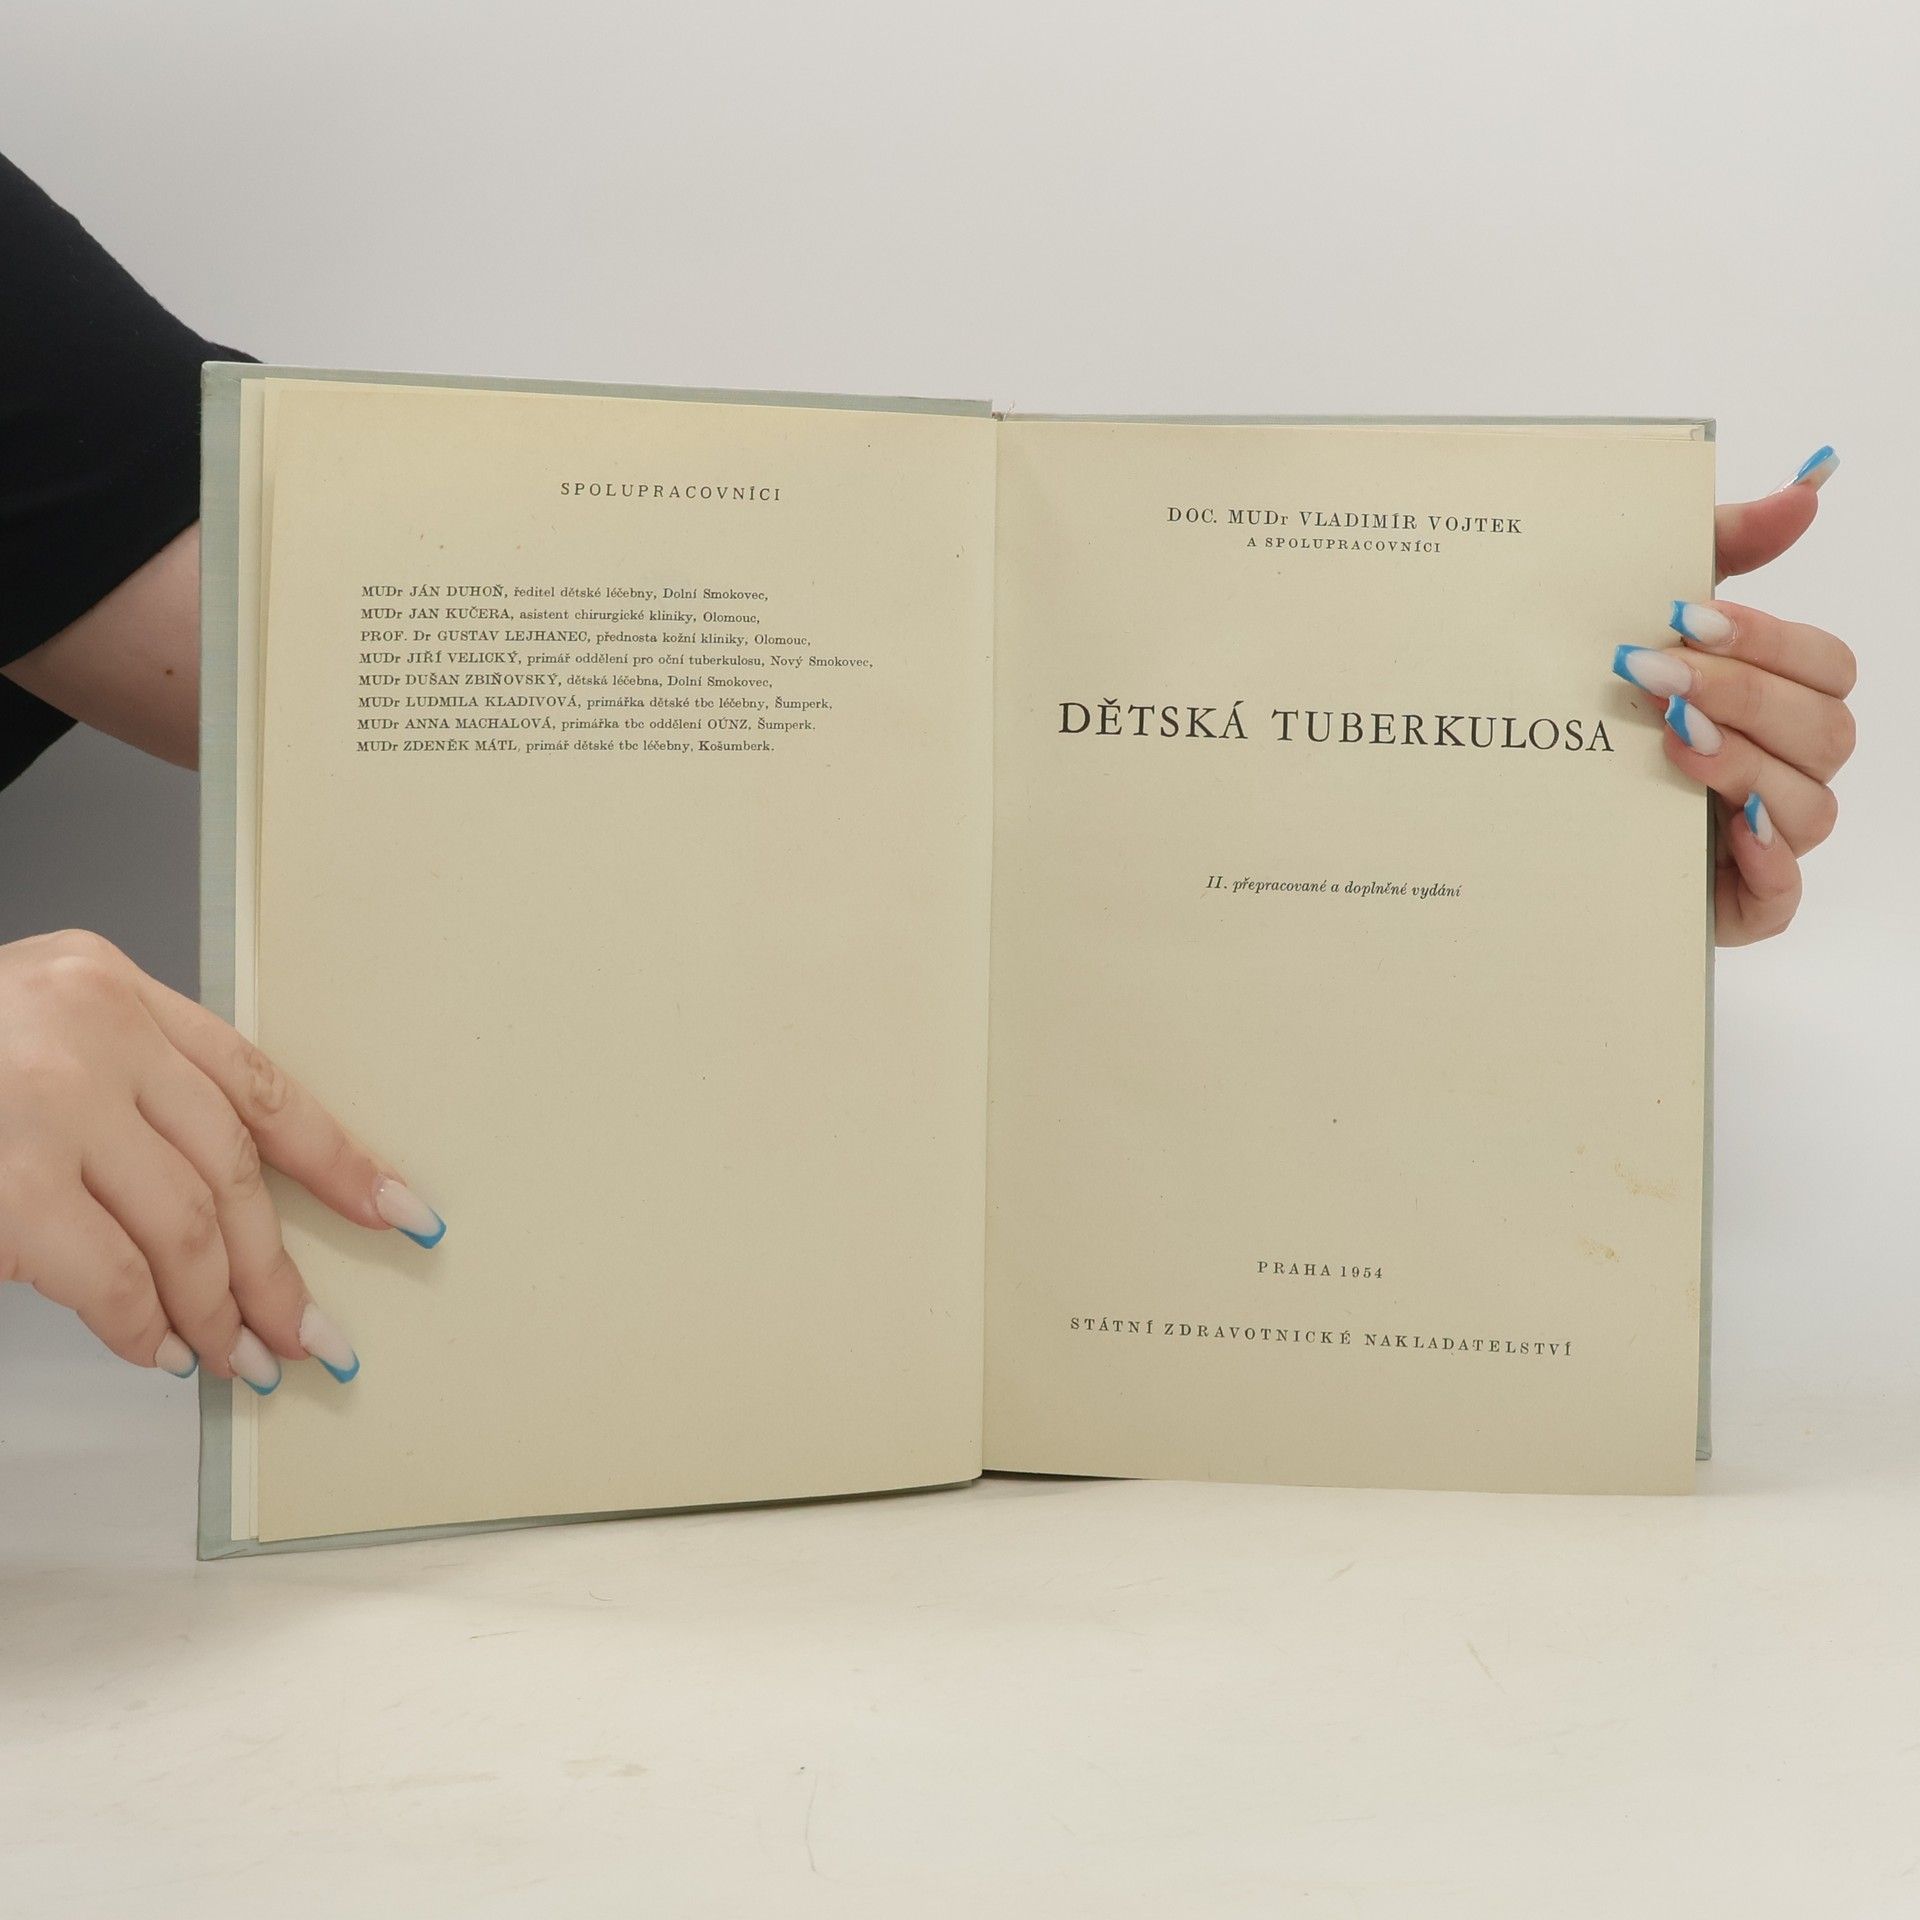 SPOLUPRACOVNÍCI
MUDr JÁN DUHOŇ, ředitel dětské léčebny, Dolní Smokovec,
MUDr JAN KUČERA, asistent chirurgické kliniky, Olomouc,
PROF. Dr GUSTAV LEJHANEC, přednosta kožní kliniky, Olomouc,
MUDr JIŘÍ VELICKÝ, primář oddělení pro oční tuberkulosu, Nový Smokovec,
MUDr DUŠAN ZBIŇOVSKÝ, dětská léčebna, Dolní Smokovec,
MUDr LUDMILA KLADIVOVÁ, primářka dětské tbc léčebny, Šumperk,
MUDr ANNA MACHALOVÁ, primářka tbc oddělení OÚNZ, Šumperk.
MUDr ZDENĚK MÁTL, primář dětské tbc léčebny, Košumberk.
DOC. MUDr VLADIMÍR VOJTEK
A SPOLUPRACOVNÍCI
DĚTSKÁ TUBERKULOSA
II. přepracované a doplněné vydání
PRAHA 1954
STÁTNÍ ZDRAVOTNICKÉ NAKLADATELSTVÍ